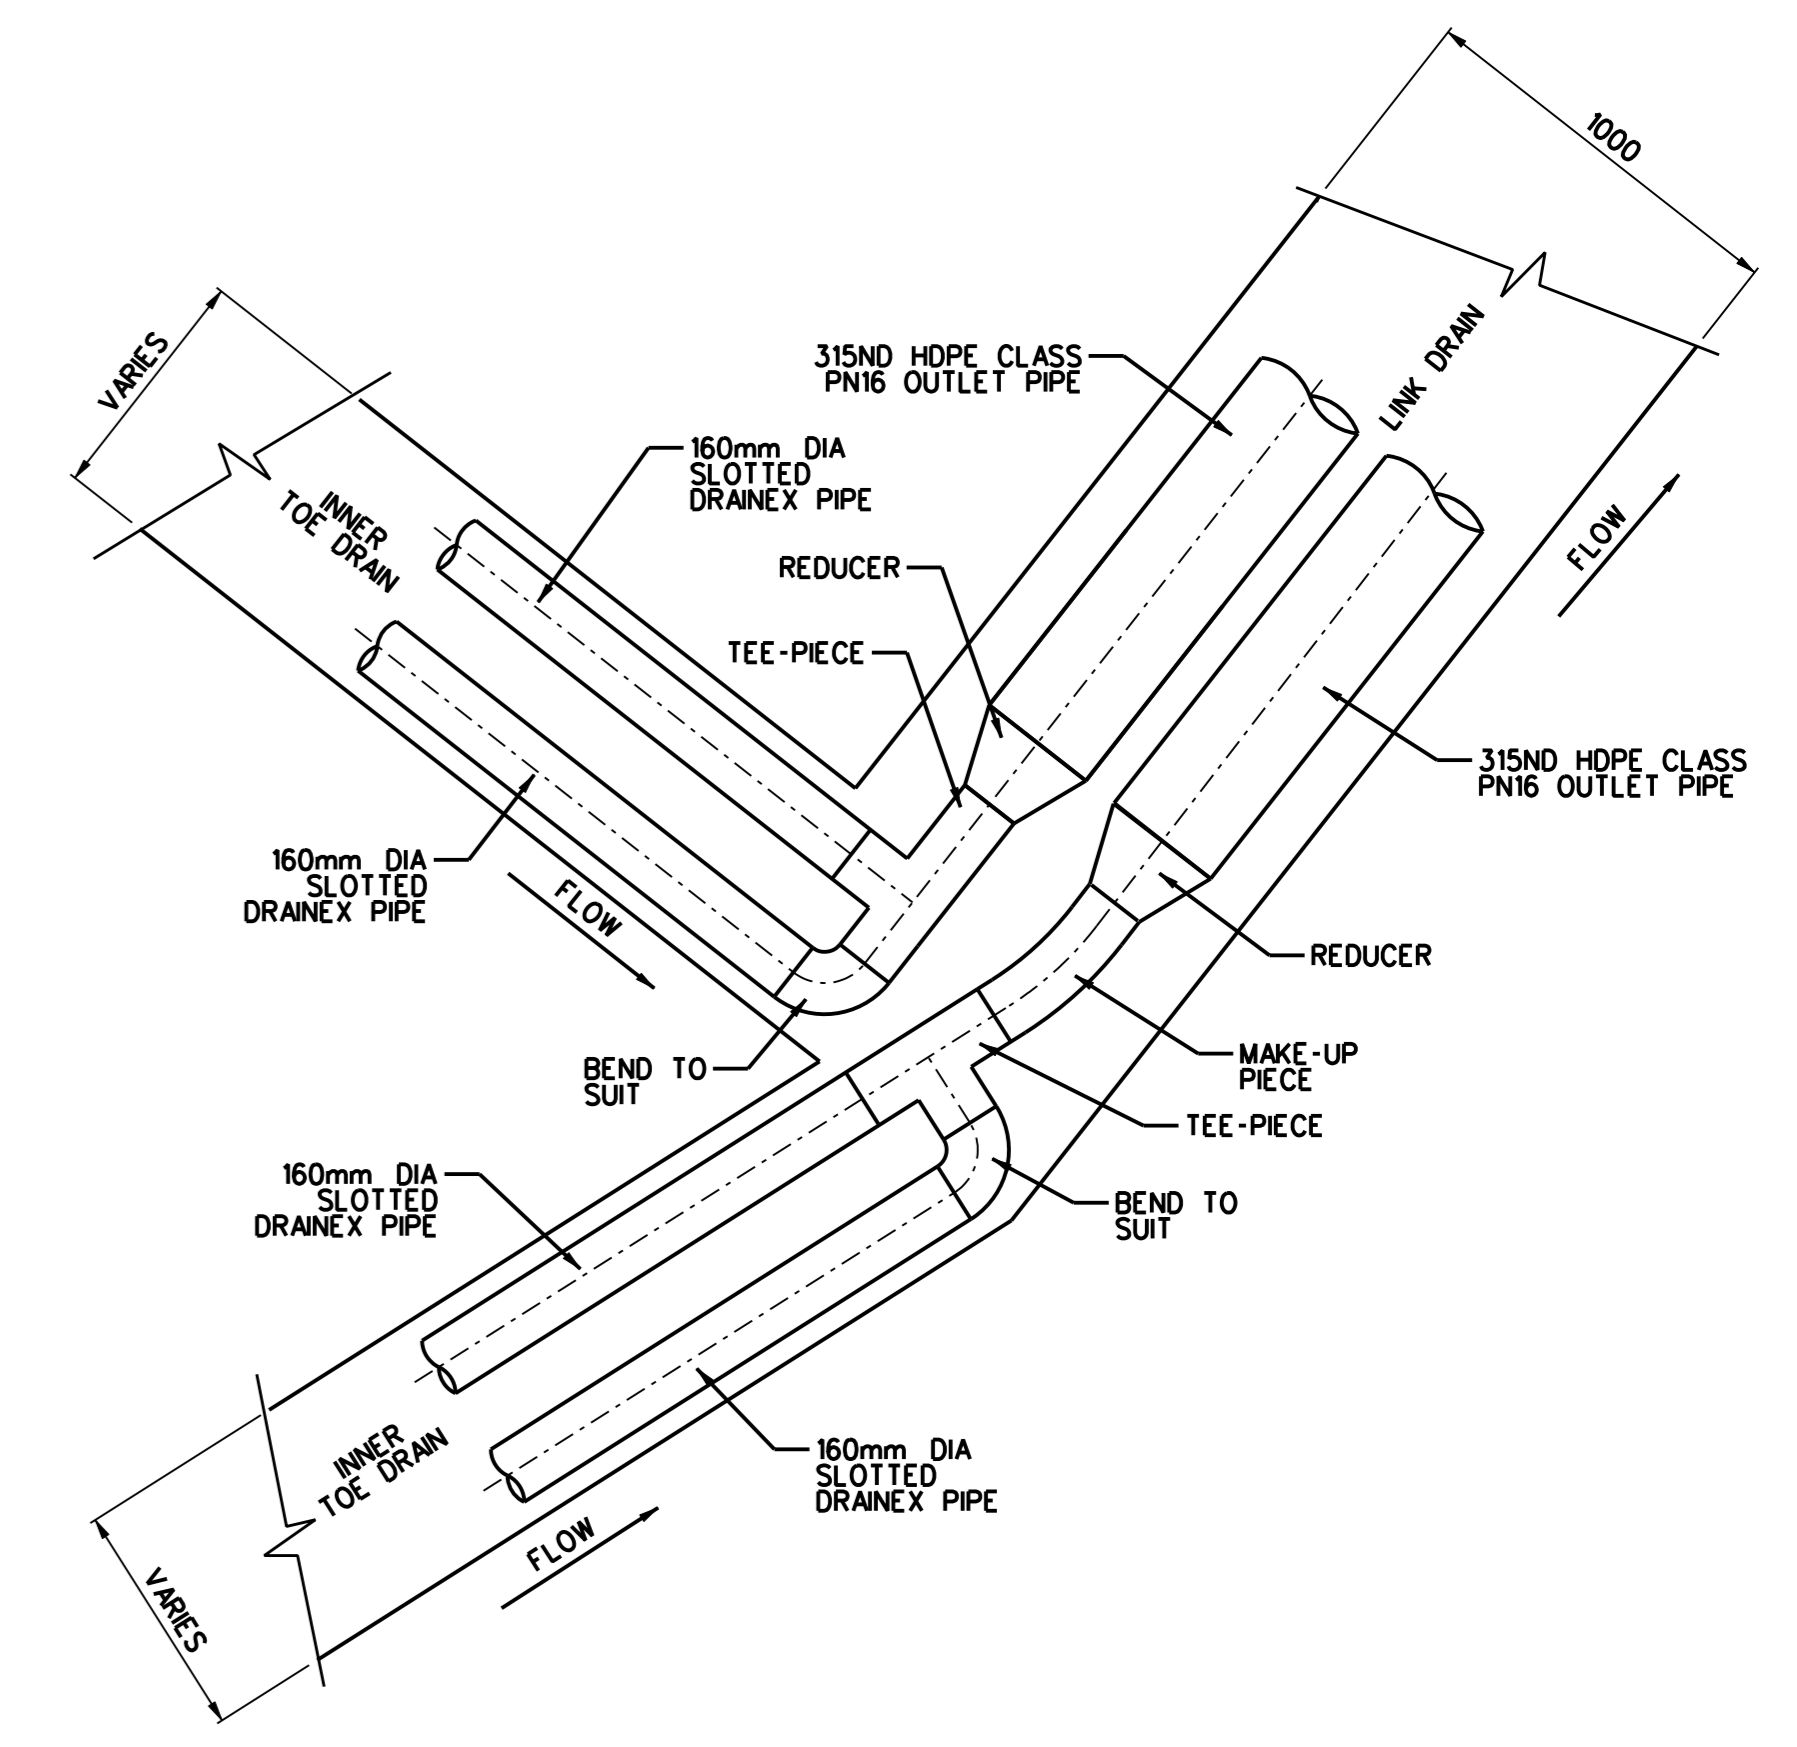 1000
VARIES
LINK DRAIN
315ND HDPE CLASS
PN16 OUTLET PIPE
160mm DIA
SLOTTED
DRAINEX PIPE
INNER
TOE DRAIN
FLOW
REDUCER
TEE-PIECE
315ND HDPE CLASS
PN16 OUTLET PIPE
160mm DIA
SLOTTED
DRAINEX PIPE
FLOW
REDUCER
BEND TO
SUIT
MAKE-UP
PIECE
TEE-PIECE
160mm DIA
SLOTTED
DRAINEX PIPE
BEND TO
SUIT
INNER
TOE DRAIN
160mm DIA
SLOTTED
DRAINEX PIPE
FLOW
VARIES